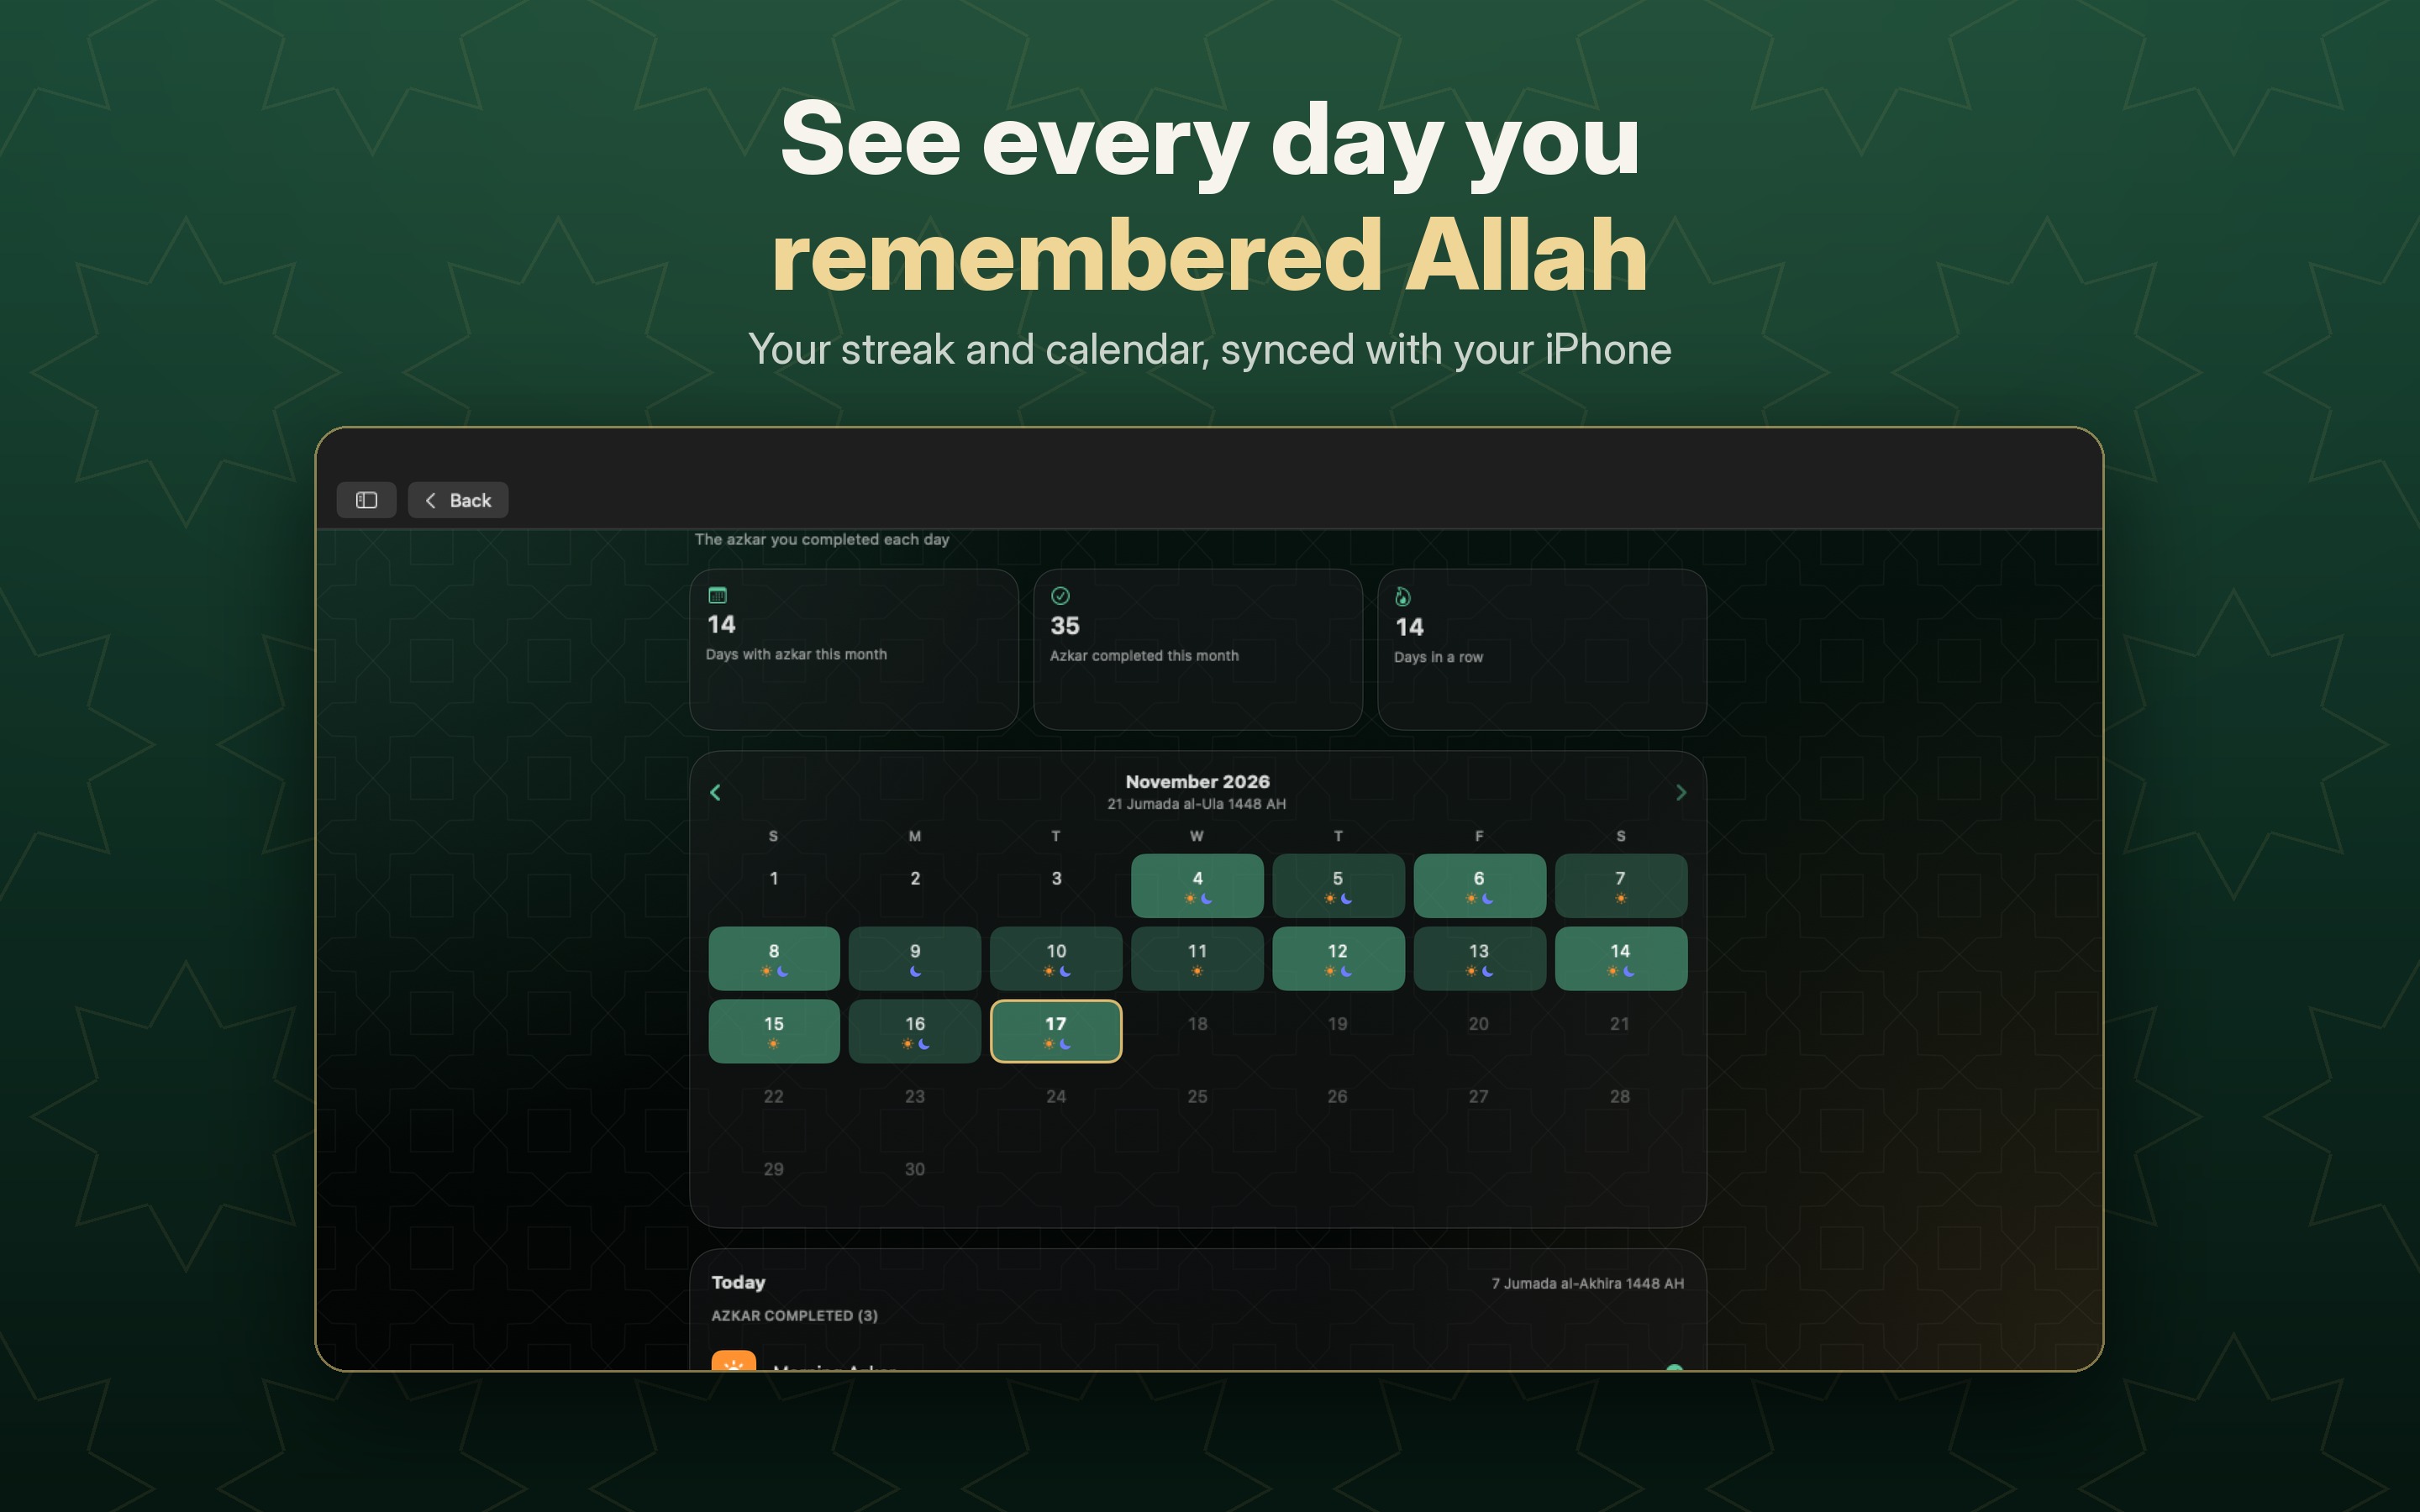 See every day you
remembered Allah
Your streak and calendar, synced with your iPhone
Back
The azkar you completed each day
14
Days with azkar this month
35
Azkar completed this month
14
Days in a row
November 2026
21 Jumada al-Ula 1448 AH
S M T W T F S
1 2 3 4 5 6 7
8 9 10 11 12 13 14
15 16 17 18 19 20 21
22 23 24 25 26 27 28
29 30
Today
7 Jumada al-Akhira 1448 AH
AZKAR COMPLETED (3)